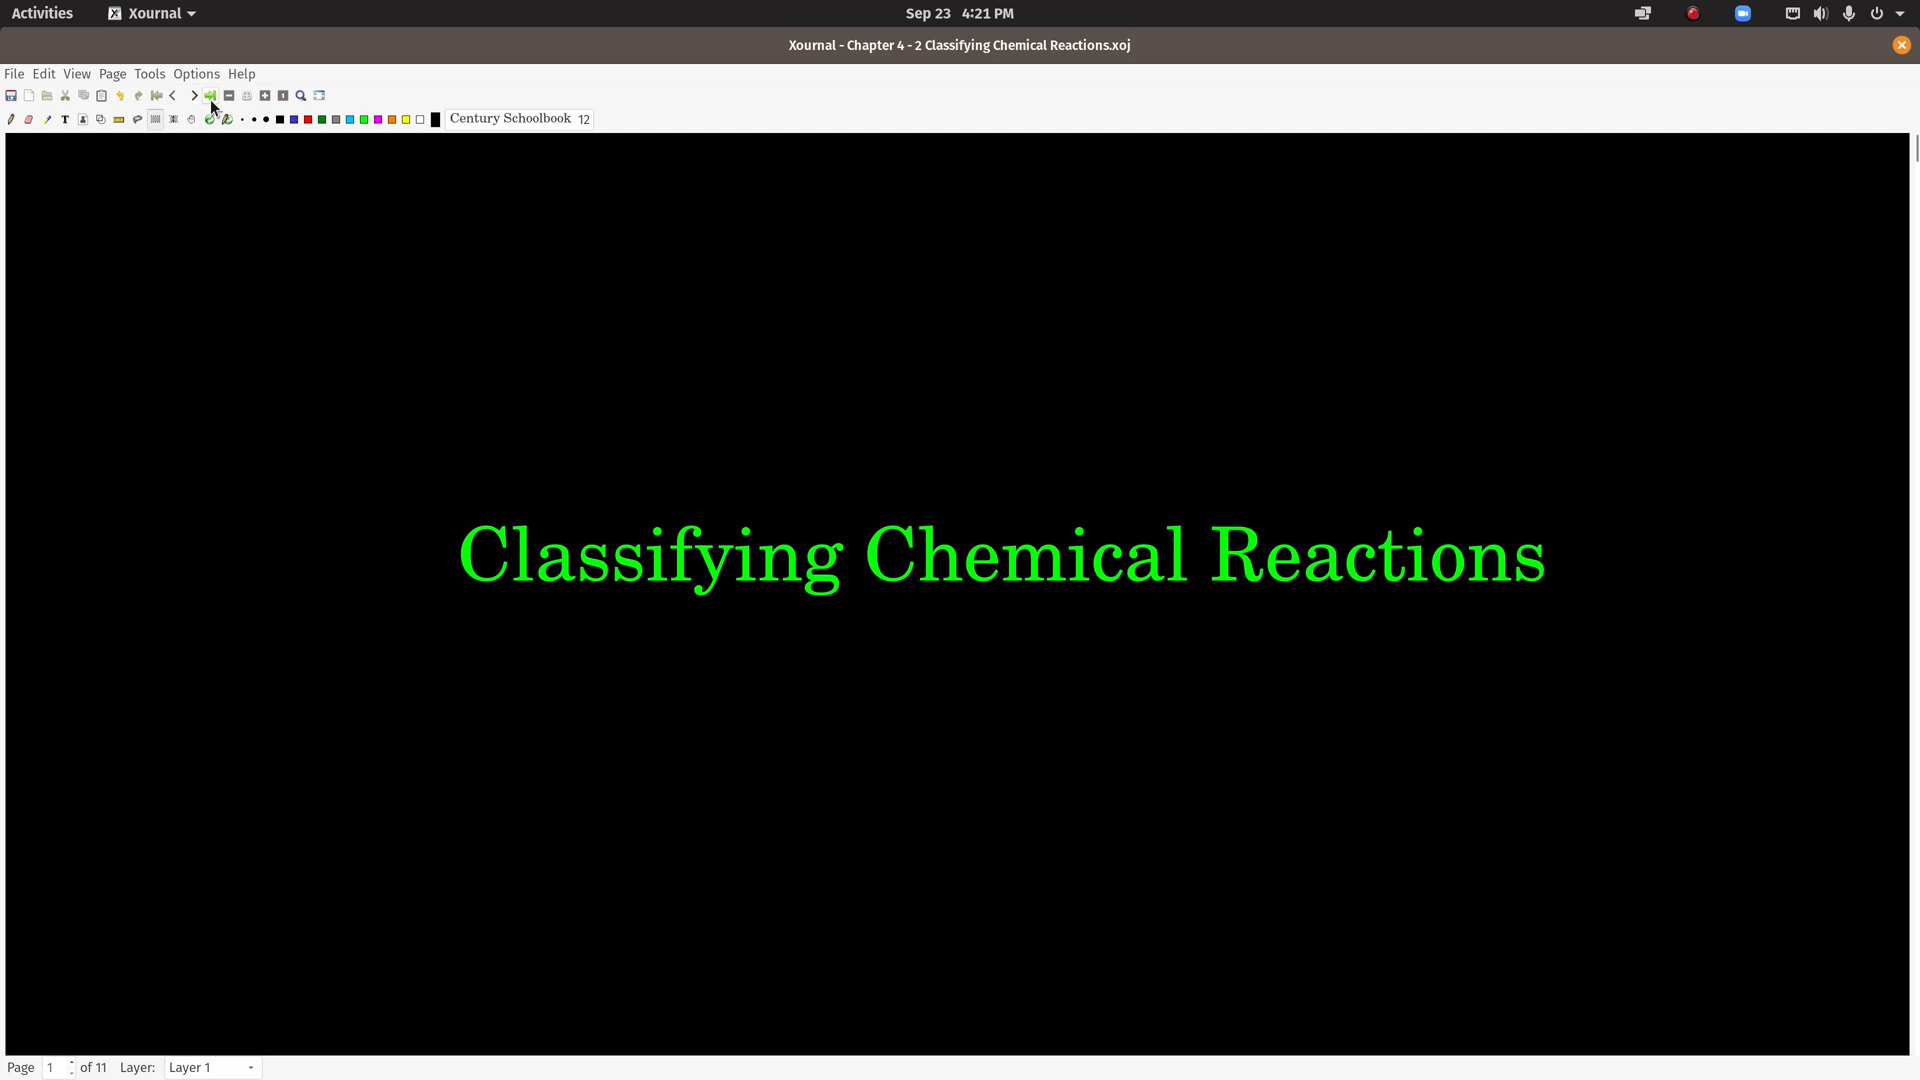 Activities Xournal Sep 23 4:21 PM
Xournal - Chapter 4 - 2 Classifying Chemical Reactions.xoj
File Edit View Page Tools Options Help
Century Schoolbook 12
Classifying Chemical Reactions
Page 1 of 11 Layer: Layer 1